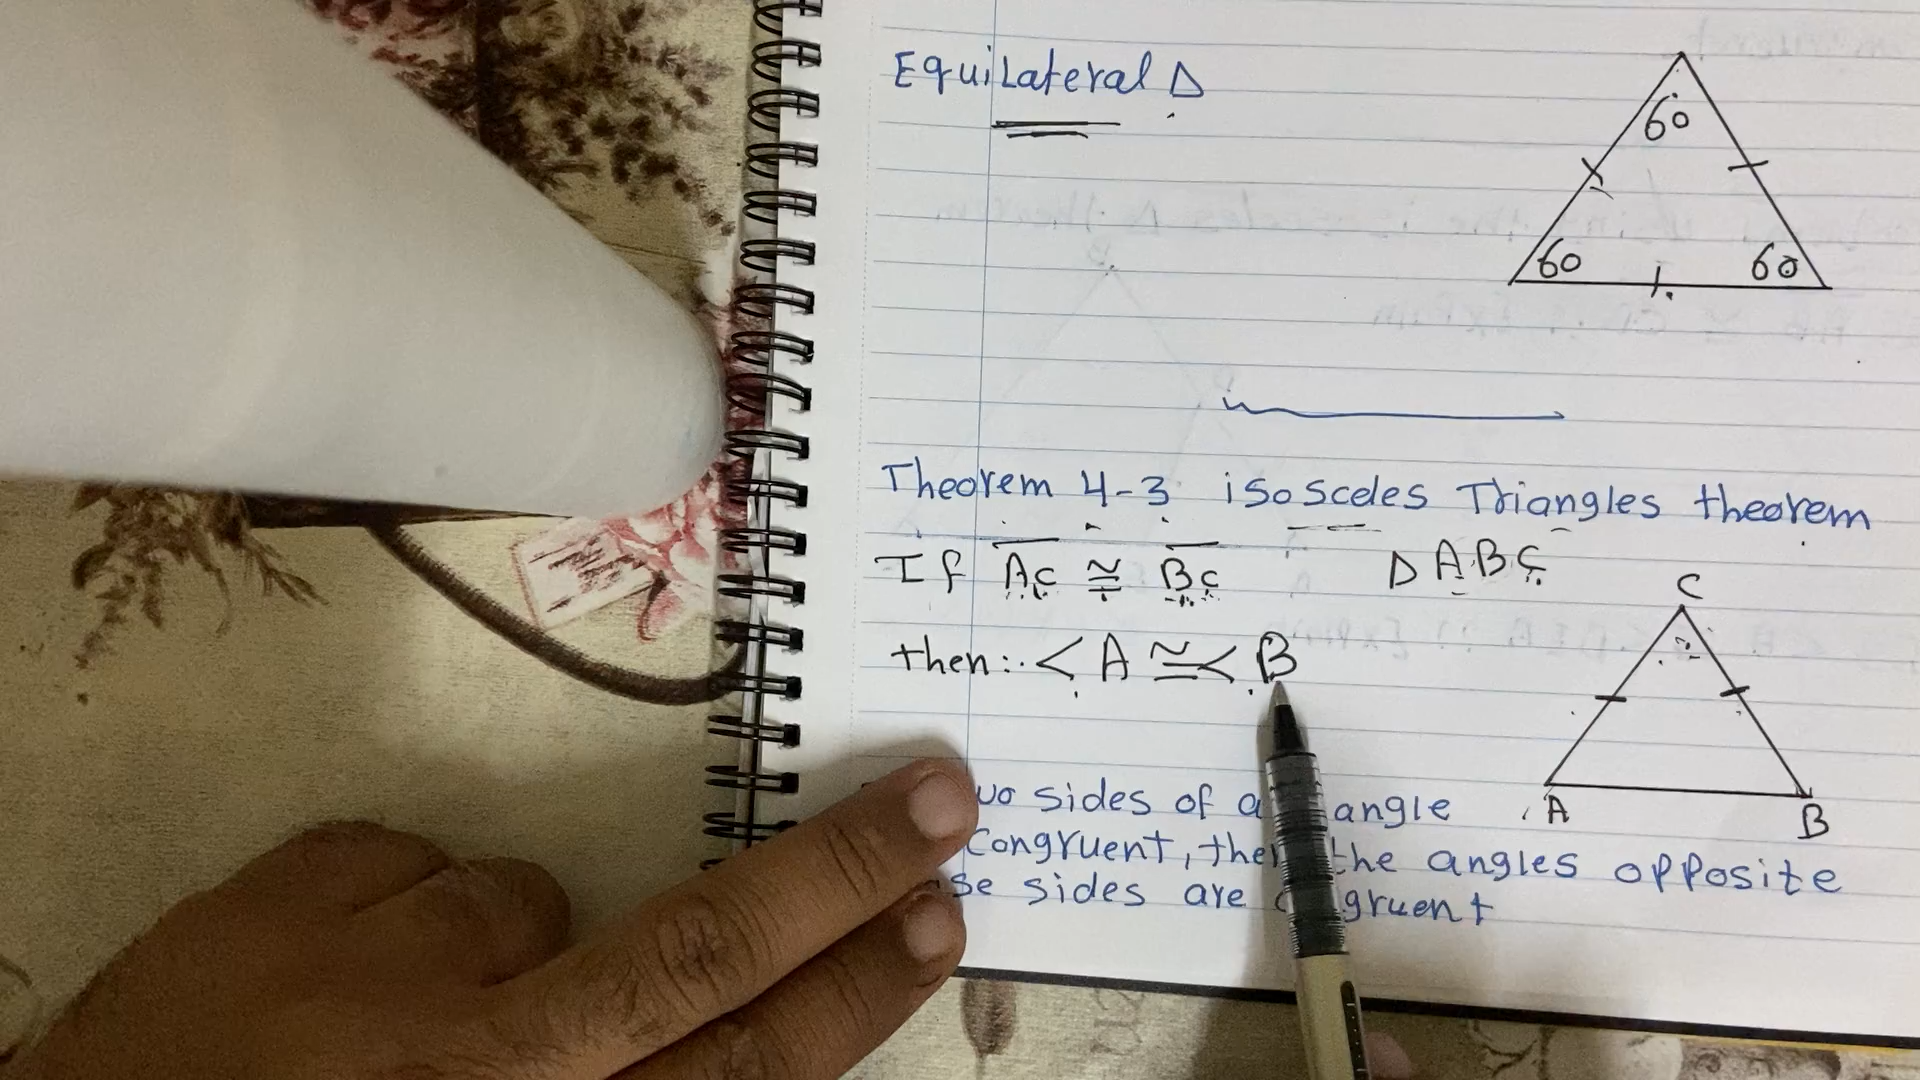 Equilateral Δ
60
60 60
Theorem 4-3 isosceles Triangles theorem
If AC ≅ BC Δ ABC
C
then: < A ≅ < B
sides of a angle
A B
congruent, the the angles opposite
sides are gruent